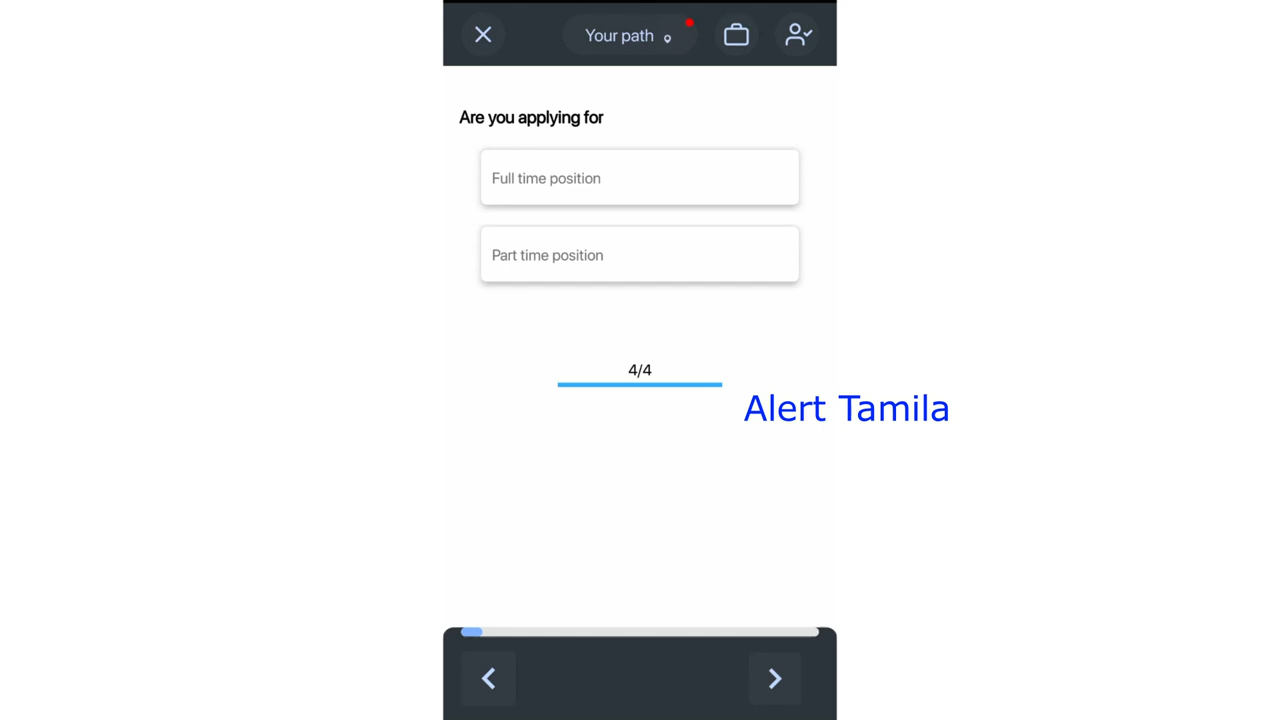 Your path
Are you applying for
Full time position
Part time position
4/4
Alert Tamila